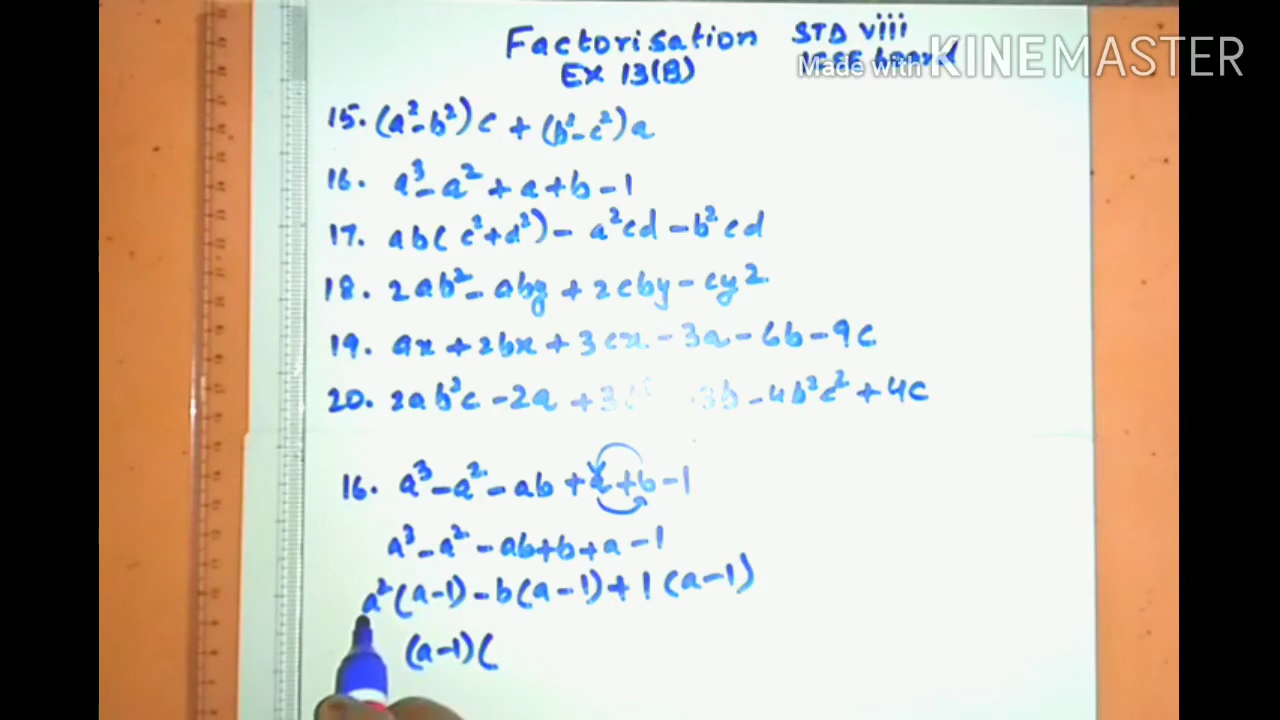 Factorisation STD viii
Made with KINEMASTER
Ex 13(B)
15. (a²-b²)c + (b²-c²)a
16. a³-a²+a+b-1
17. ab(c²+d²)-a²cd-b²cd
18. 2ab²-aby+2cby-cy²
19. ax+2bx+3cx-3a-6b-9c
20. 2ab³c-2a+3 3b-4b³c²+4c
16. a³-a²-ab+a+b-1
a³-a²-ab+b+a-1
a²(a-1)-b(a-1)+1(a-1)
(a-1)(